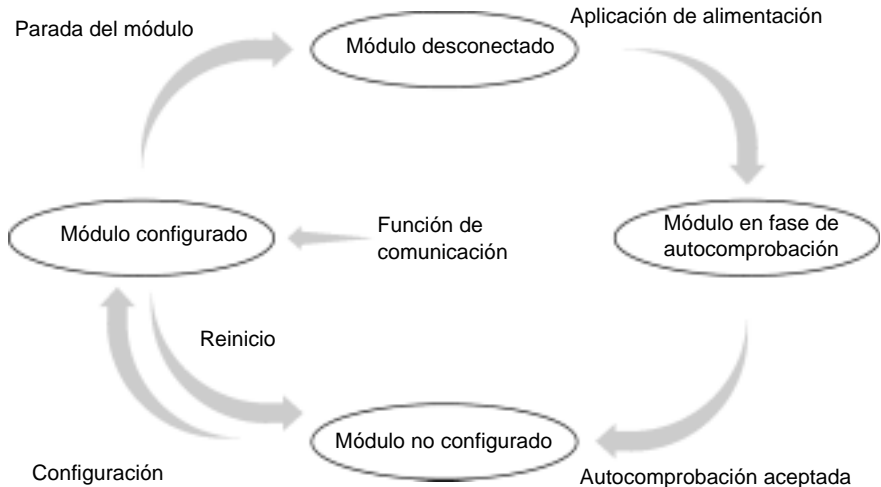 Parada del módulo
Módulo desconectado
Aplicación de alimentación
Módulo configurado
Función de
comunicación
Módulo en fase de
autocomprobación
Reinicio
Módulo no configurado
Configuración
Autocomprobación aceptada